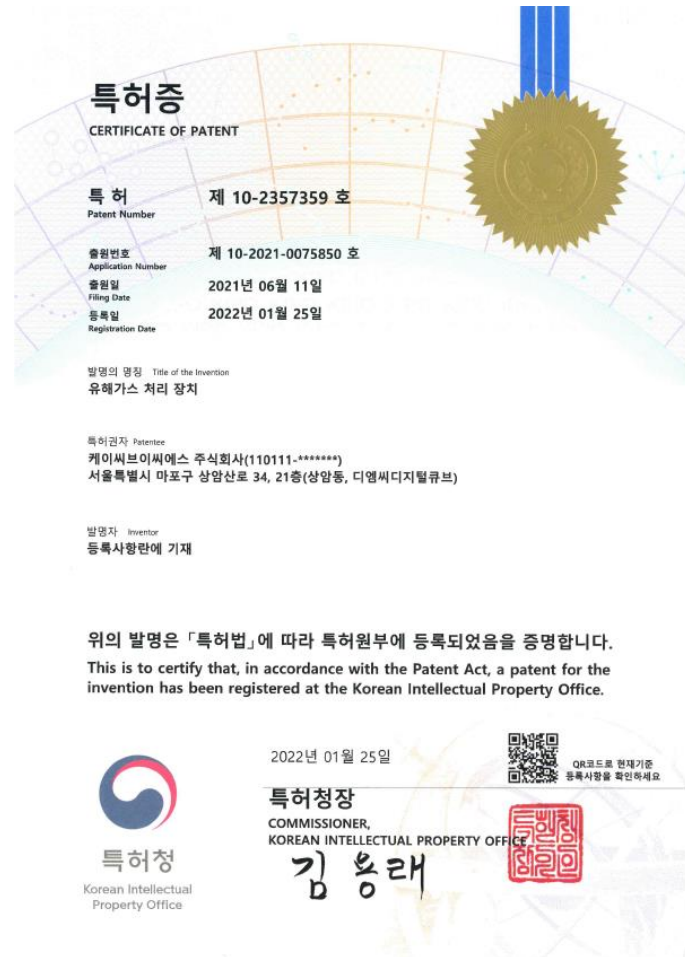 특허증
CERTIFICATE OF PATENT
특 허 제 10-2357359 호
Patent Number
출원번호 제 10-2021-0075850 호
Application Number
출원일 2021년 06월 11일
Filing Date
등록일 2022년 01월 25일
Registration Date
발명의 명칭 Title of the Invention
유해가스 처리 장치
특허권자 Patentee
케이씨브이씨에스 주식회사(110111-*******)
서울특별시 마포구 상암산로 34, 21층(상암동, 디엠씨디지털큐브)
발명자 Inventor
등록사항란에 기재
위의 발명은 「특허법」에 따라 특허원부에 등록되었음을 증명합니다.
This is to certify that, in accordance with the Patent Act, a patent for the
invention has been registered at the Korean Intellectual Property Office.
2022년 01월 25일
QR코드로 현재기준
등록사항을 확인하세요
특허청장
COMMISSIONER,
KOREAN INTELLECTUAL PROPERTY OFFICE
김용래
특허청
Korean Intellectual
Property Office